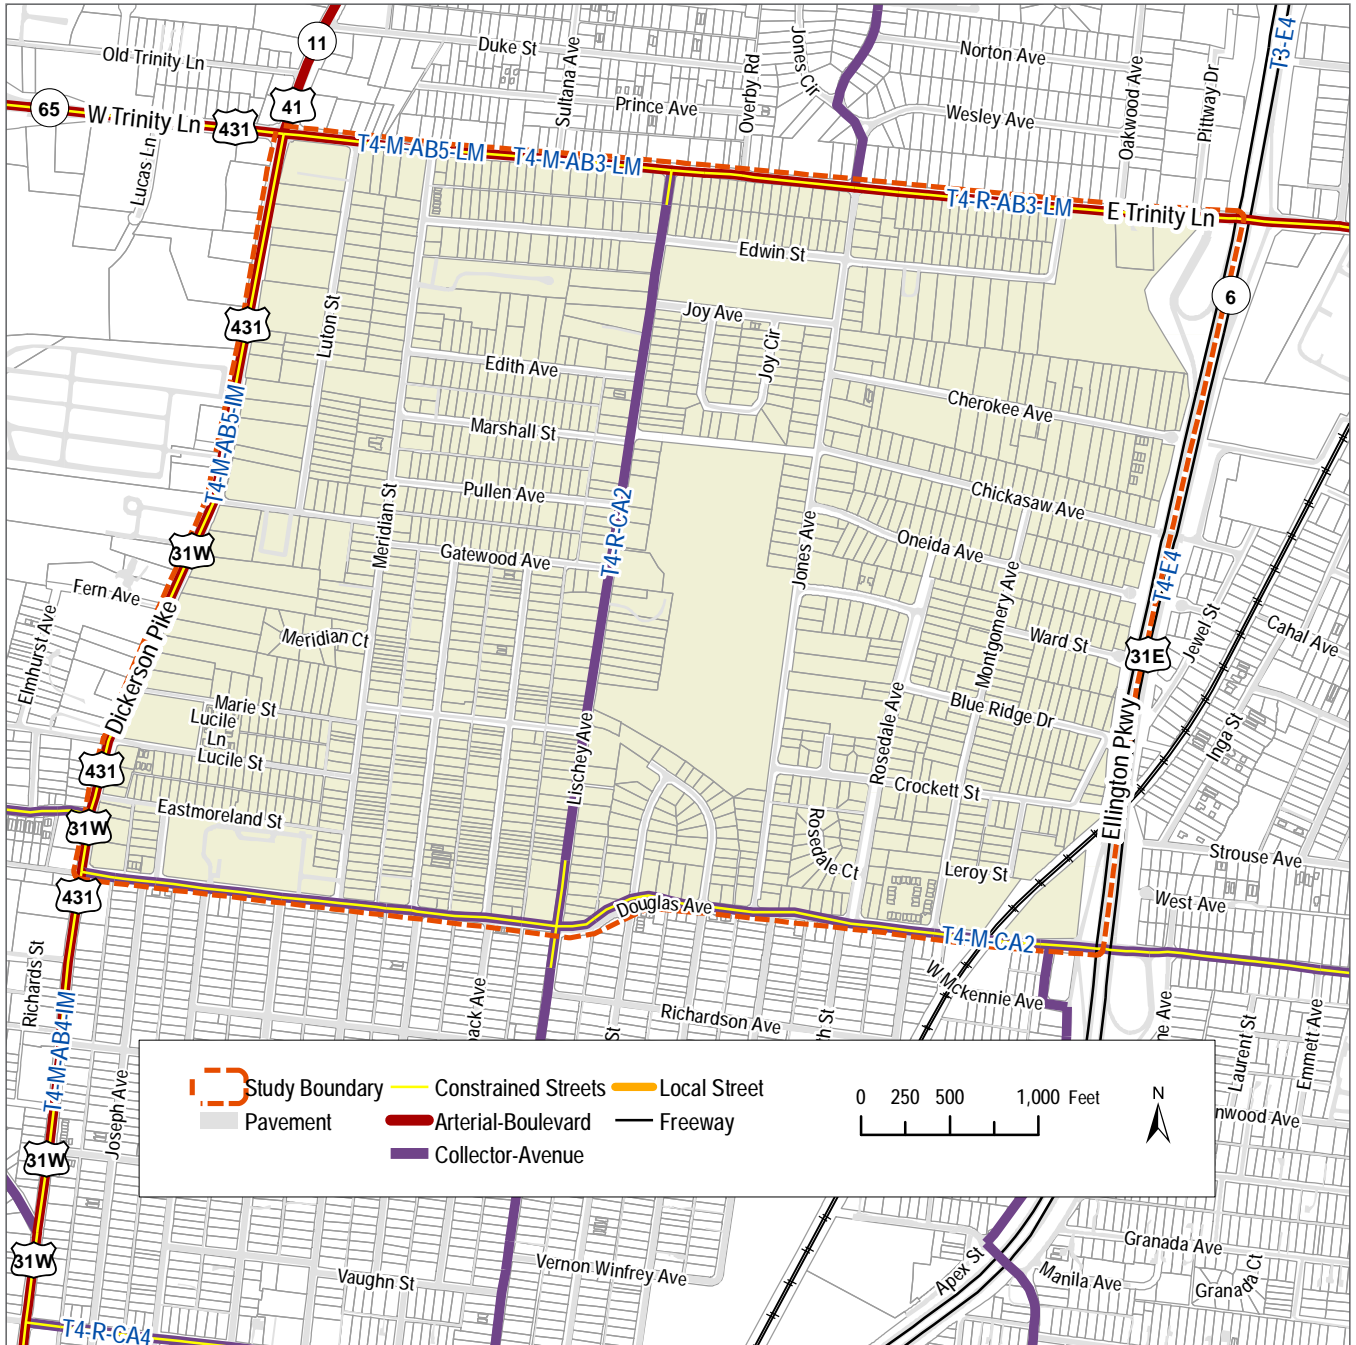 11
Old Trinity Ln
Duke St
Sultana Ave
Jones Cir
Norton Ave
T3-E4
Overby Rd
Oakwood Ave
Pittway Dr
65
W Trinity Ln
431
41
Prince Ave
Wesley Ave
Lucas Ln
T4-M-AB5-LM
T4-M-AB3-LM
T4-R-AB3-LM
E Trinity Ln
Edwin St
6
431
Luton St
Joy Ave
Joy Cir
Edith Ave
Cherokee Ave
T4-M-AB5-IM
Marshall St
Pullen Ave
Chickasaw Ave
Meridian St
T4-R-CA2
Jones Ave
Oneida Ave
31W
Gatewood Ave
T4-E4
Fern Ave
Montgomery Ave
Elmhurst Ave
Dickerson Pike
Meridian Ct
Ward St
31E
Jewel St
Cahal Ave
Marie St
Lucile
Ln
Lucile St
Lischey Ave
Rosedale Ave
Blue Ridge Dr
Ellington Pkwy
Inga St
431
Crockett St
Eastmoreland St
31W
Rosedale Ct
Leroy St
Strouse Ave
431
Douglas Ave
West Ave
T4-M-CA2
Richards St
W Mckennie Ave
T4-M-AB4-IM
Richardson Ave
Laurent St
Emmett Ave
Joseph Ave
Study Boundary
Constrained Streets
Local Street
Pavement
Arterial-Boulevard
Freeway
Collector-Avenue
0 250 500 1,000 Feet
N
31W
31W
Vaughn St
Vernon Winfrey Ave
Apex St
Granada Ave
Manila Ave
Granada Ct
T4-R-CA4